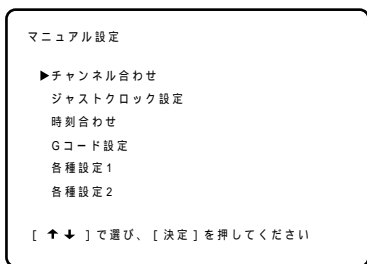 マニュアル設定
▶チャンネル合わせ
ジャストクロック設定
時刻合わせ
Gコード設定
各種設定1
各種設定2
[ ↑↓ ]で選び、[決定]を押してください